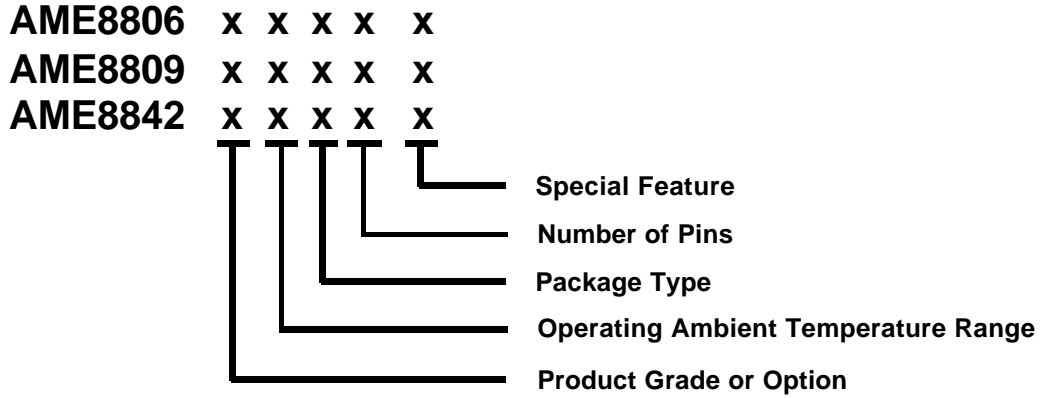 AME8806 x x x x x
AME8809 x x x x x
AME8842 x x x x x
Special Feature
Number of Pins
Package Type
Operating Ambient Temperature Range
Product Grade or Option